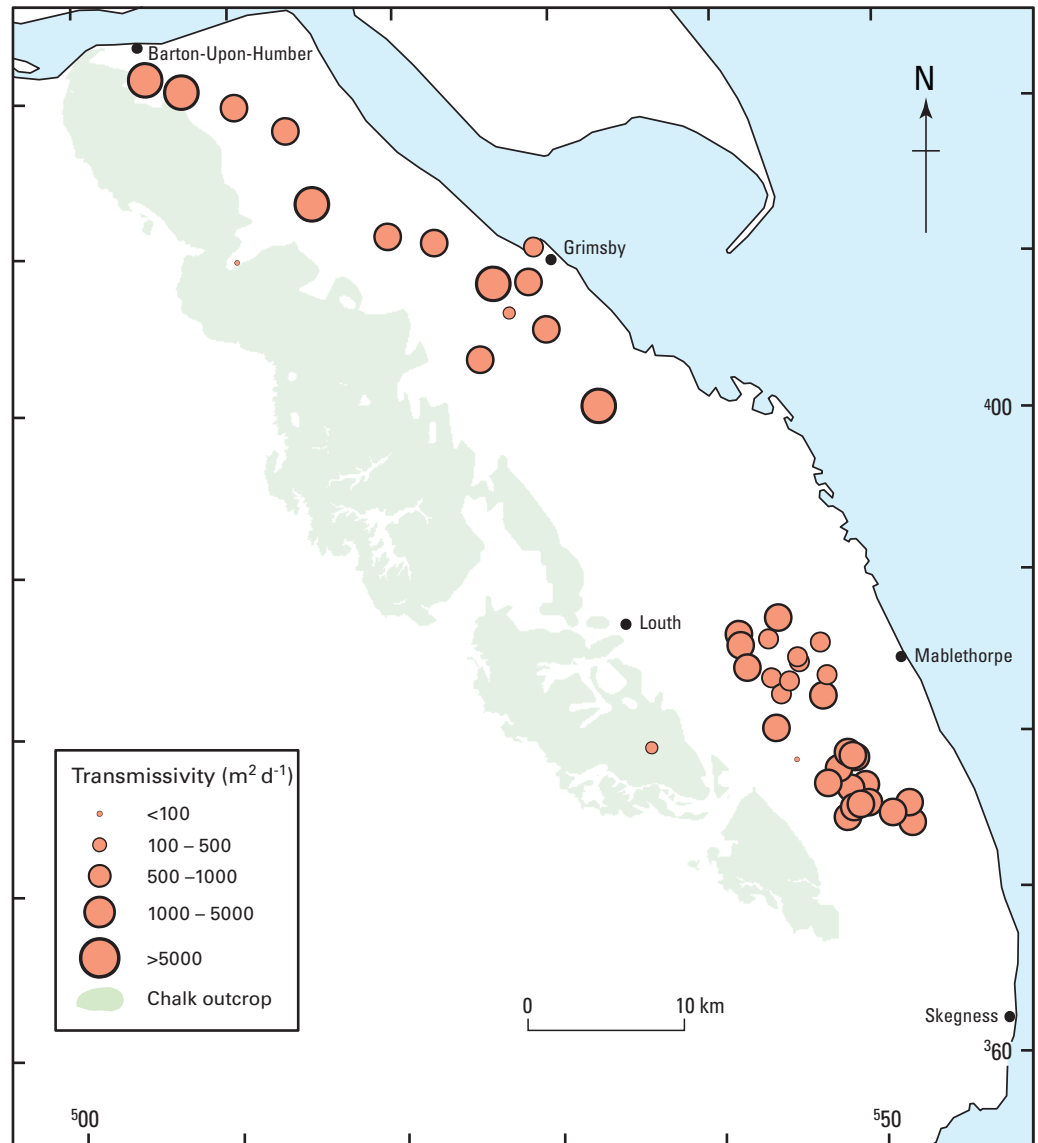 Barton-Upon-Humber
N
Grimsby
⁴00
Louth
Mablethorpe
Transmissivity (m² d⁻¹)
<100
100 – 500
500 –1000
1000 – 5000
>5000
Chalk outcrop
0 10 km
Skegness
³60
⁵00 ⁵50